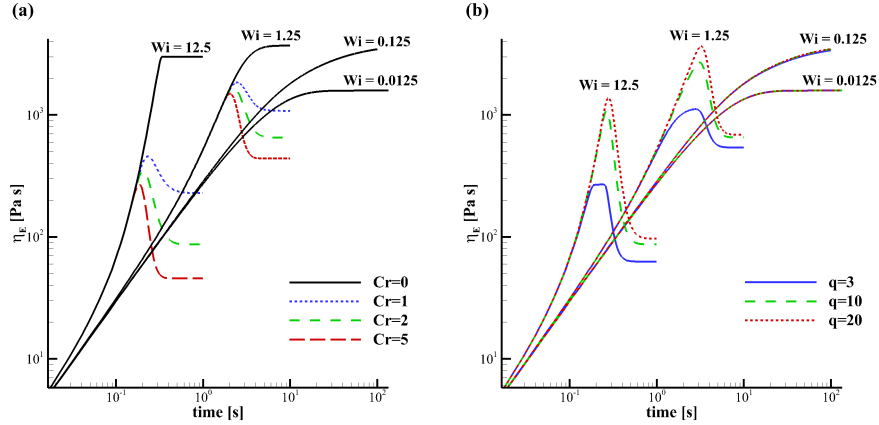 (a)
Wi = 12.5
Wi = 1.25
Wi = 0.125
Wi = 0.0125
η_E [Pa s]
10³
10²
10¹
Cr=0
Cr=1
Cr=2
Cr=5
10⁻¹
10⁰
10¹
10²
time [s]
(b)
Wi = 12.5
Wi = 1.25
Wi = 0.125
Wi = 0.0125
η_E [Pa s]
10³
10²
10¹
q=3
q=10
q=20
10⁻¹
10⁰
10¹
10²
time [s]